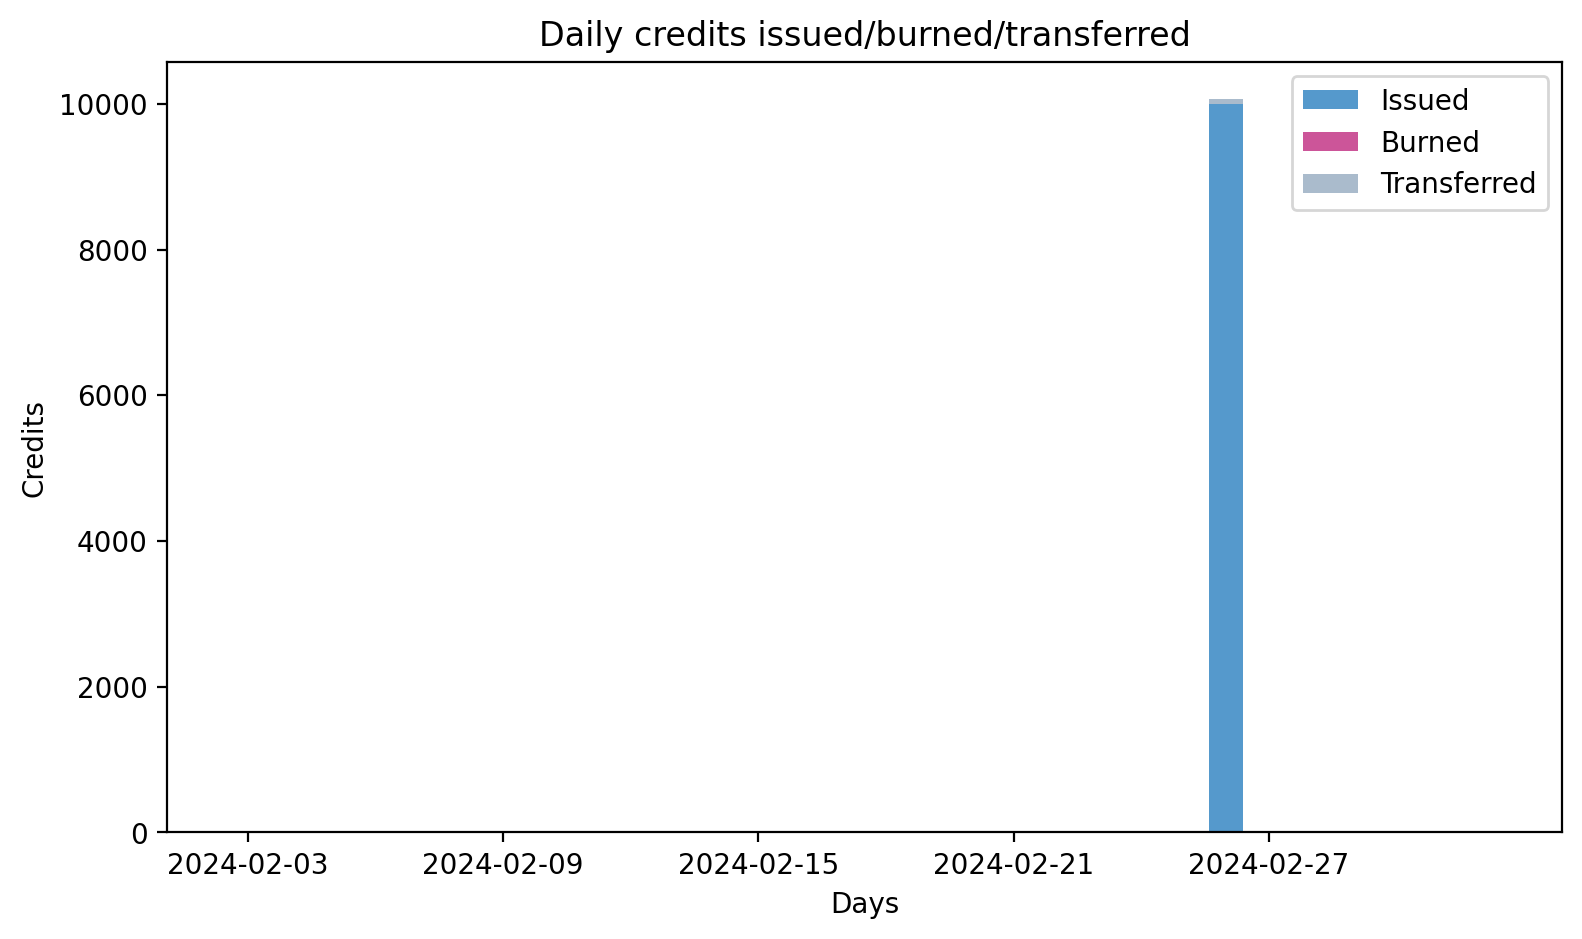 Daily credits issued/burned/transferred
10000
8000
6000
4000
2000
0
Credits
Issued
Burned
Transferred
2024-02-03 2024-02-09 2024-02-15 2024-02-21 2024-02-27
Days